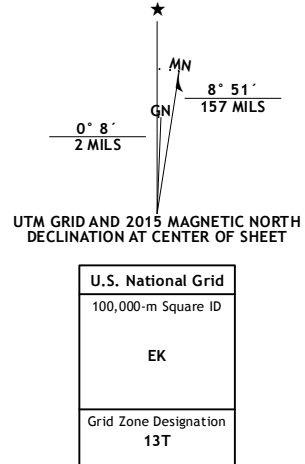 ★
MN
GN
8° 51´
157 MILS
0° 8´
2 MILS
UTM GRID AND 2015 MAGNETIC NORTH
DECLINATION AT CENTER OF SHEET
U.S. National Grid
100,000-m Square ID
EK
Grid Zone Designation
13T